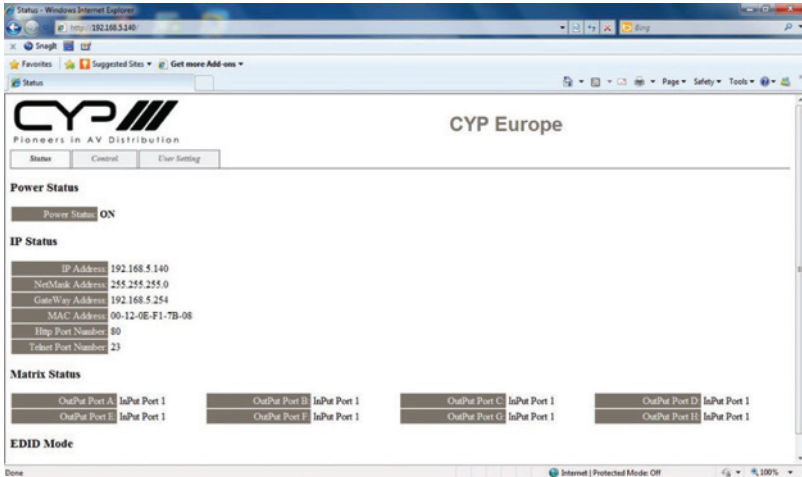 Status - Windows Internet Explorer
http://192.168.5.140/
Bing
x Snagit
Favorites Suggested Sites Get more Add-ons
Status Page Safety Tools
CYP
Pioneers in AV Distribution
CYP Europe
Status Control User Setting
Power Status
Power Status: ON
IP Status
IP Address: 192.168.5.140
NetMask Address: 255.255.255.0
GateWay Address: 192.168.5.254
MAC Address: 00-12-0E-F1-7B-08
Http Port Number: 80
Telnet Port Number: 23
Matrix Status
OutPut Port A: InPut Port 1 OutPut Port B: InPut Port 1 OutPut Port C: InPut Port 1 OutPut Port D: InPut Port 1
OutPut Port E: InPut Port 1 OutPut Port F: InPut Port 1 OutPut Port G: InPut Port 1 OutPut Port H: InPut Port 1
EDID Mode
Done Internet | Protected Mode: Off 100%